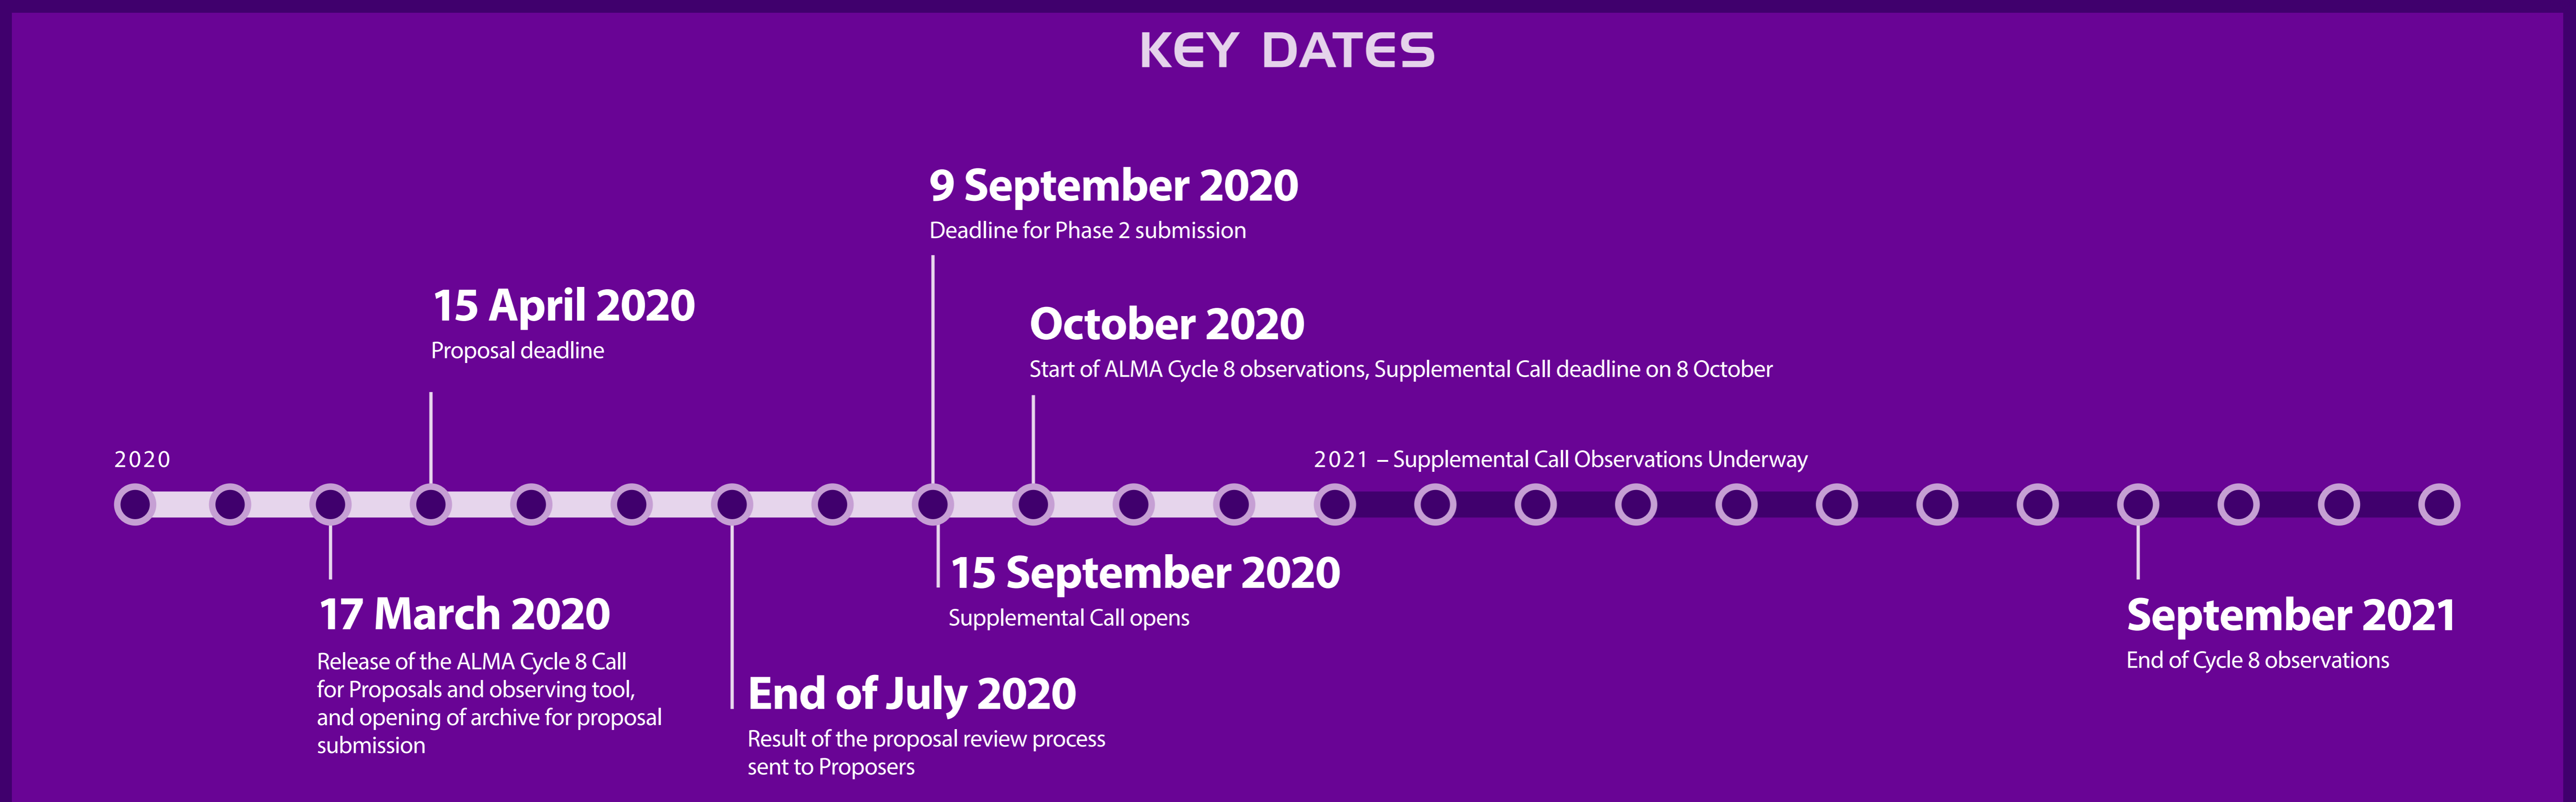 KEY DATES
9 September 2020
Deadline for Phase 2 submission
15 April 2020
Proposal deadline
October 2020
Start of ALMA Cycle 8 observations, Supplemental Call deadline on 8 October
2020
2021 – Supplemental Call Observations Underway
17 March 2020
Release of the ALMA Cycle 8 Call
for Proposals and observing tool,
and opening of archive for proposal
submission
End of July 2020
Result of the proposal review process
sent to Proposers
15 September 2020
Supplemental Call opens
September 2021
End of Cycle 8 observations